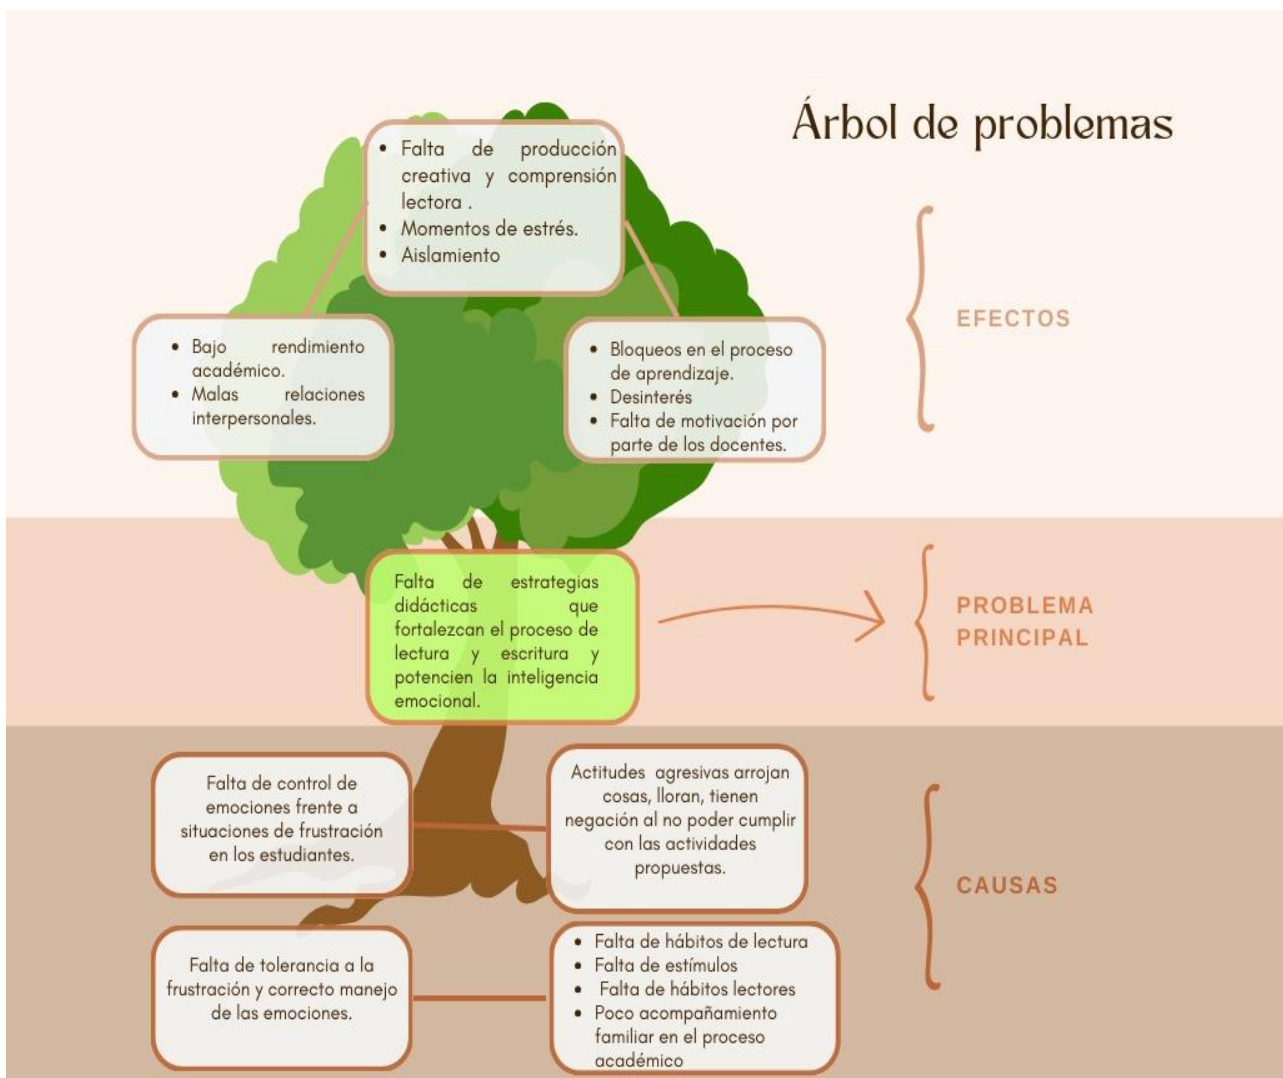 Árbol de problemas
• Falta de producción
creativa y comprensión
lectora .
• Momentos de estrés.
• Aislamiento
• Bajo rendimiento
académico.
• Malas relaciones
interpersonales.
• Bloqueos en el proceso
de aprendizaje.
• Desinterés
• Falta de motivación por
parte de los docentes.
EFECTOS
Falta de estrategias
didácticas que
fortalezcan el proceso de
lectura y escritura y
potencien la inteligencia
emocional.
PROBLEMA
PRINCIPAL
Falta de control de
emociones frente a
situaciones de frustración
en los estudiantes.
Actitudes agresivas arrojan
cosas, lloran, tienen
negación al no poder cumplir
con las actividades
propuestas.
CAUSAS
Falta de tolerancia a la
frustración y correcto manejo
de las emociones.
• Falta de hábitos de lectura
• Falta de estímulos
• Falta de hábitos lectores
• Poco acompañamiento
familiar en el proceso
académico